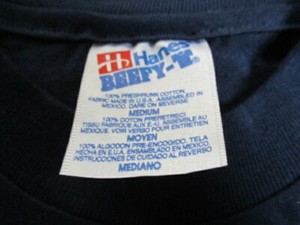 Hanes
BEEFY-T®
100% PRESHRUNK COTTON,
FABRIC MADE IN U.S.A. ASSEMBLED IN
MEXICO, CARE ON REVERSE
MEDIUM
100% COTON PRERETRECI
TISSU FABRIQUE AUX E.-U. ASSEMBLE AU
MEXIQUE, VOIR VERSO POUR ENTRETIEN
MOYEN
100% ALGODON PRE-ENCOGIDO, TELA
HECHA EN E.U.A. ENSAMBLADO EN MEXICO,
INSTRUCCIONES DE CUIDADO AL REVERSO
MEDIANO